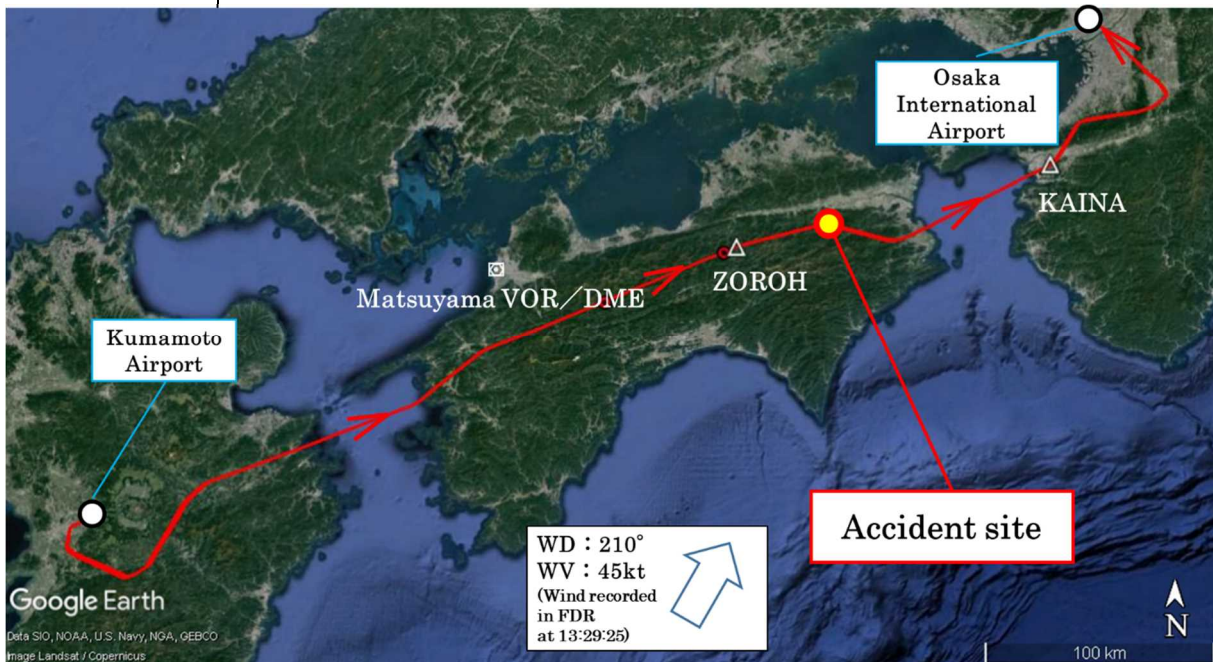 Osaka
International
Airport
KAINA
ZOROH
Matsuyama VOR／DME
Kumamoto
Airport
Accident site
WD：210°
WV：45kt
(Wind recorded
in FDR
at 13:29:25)
Google Earth
Data SIO, NOAA, U.S. Navy, NGA, GEBCO
Image Landsat / Copernicus
N
100 km